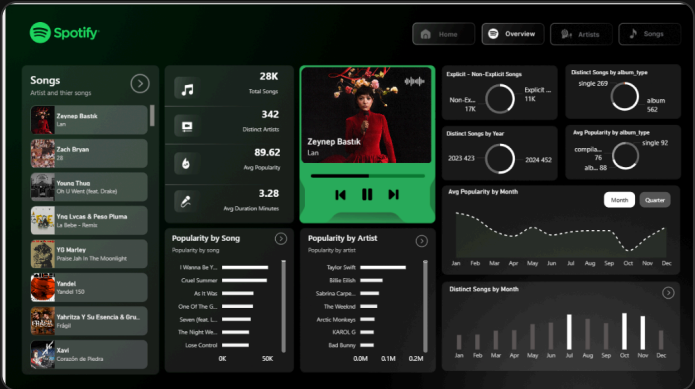 Spotify
Home
Overview
Artists
Songs
Songs
Artist and thier songs
Zeynep Bastık
Lan
Zach Bryan
28
Young Thug
Oh U Went (feat. Drake)
Yng Lvcas & Peso Pluma
La Bebe - Remix
YG Marley
Praise Jah In The Moonlight
Yandel
Yandel 150
Yahritza Y Su Esencia & Gru...
Frágil
Xavi
Corazón de Piedra
28K
Total Songs
342
Distinct Artists
89.62
Avg Popularity
3.28
Avg Duration Minutes
Zeynep Bastık
Lan
Popularity by Song
Popularity by song
I Wanna Be Y...
Cruel Summer
As It Was
One Of The G...
Seven (feat. L...
The Night We...
Lose Control
0K 50K
Popularity by Artist
Popularity by artist
Taylor Swift
Billie Eilish
Sabrina Carpe...
The Weeknd
Arctic Monkeys
KAROL G
Bad Bunny
0.0M 0.1M 0.2M
Explicit - Non-Explicit Songs
Non-Ex...
17K
Explicit ...
11K
Distinct Songs by album_type
single 269
album
562
Distinct Songs by Year
2023 423
2024 452
Avg Popularity by album_type
single 92
compila...
76
alb... 88
Avg Popularity by Month
Month
Quarter
Jan Feb Mar Apr May Jun Jul Aug Sep Oct Nov Dec
Distinct Songs by Month
Jan Feb Mar Apr May Jun Jul Aug Sep Oct Nov Dec